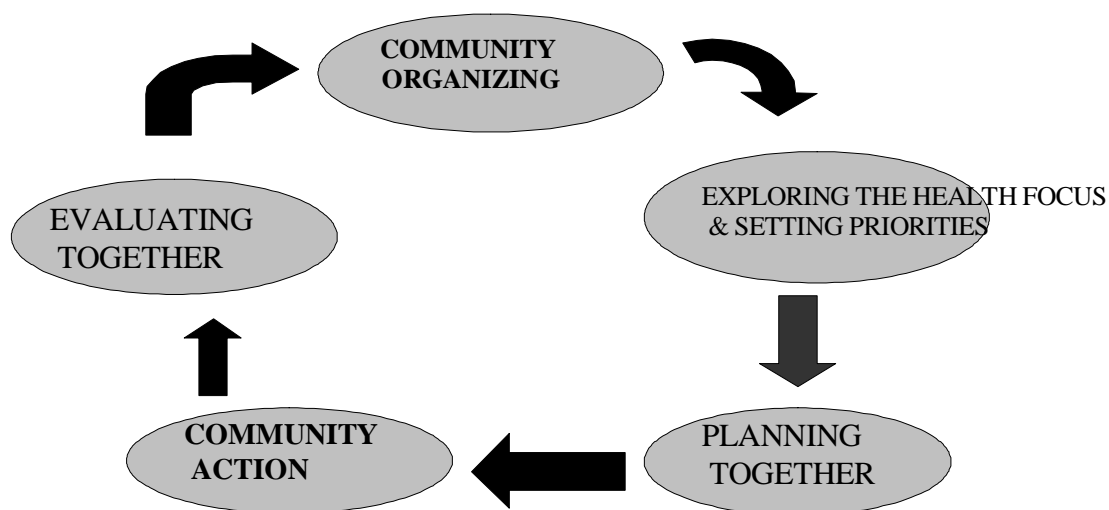 COMMUNITY
ORGANIZING
EXPLORING THE HEALTH FOCUS
& SETTING PRIORITIES
PLANNING
TOGETHER
COMMUNITY
ACTION
EVALUATING
TOGETHER